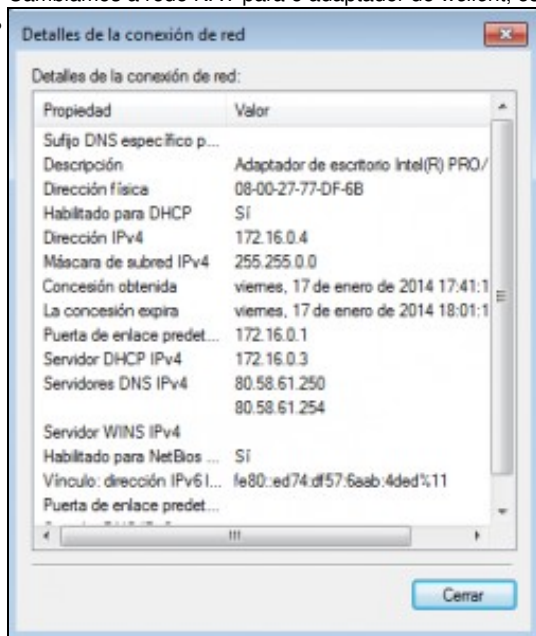 Detalles de la conexión de red
Detalles de la conexión de red:
Propiedad Valor
Sufijo DNS específico p...
Descripción Adaptador de escritorio Intel(R) PRO/
Dirección física 08-00-27-77-DF-6B
Habilitado para DHCP Sí
Dirección IPv4 172.16.0.4
Máscara de subred IPv4 255.255.0.0
Concesión obtenida viernes, 17 de enero de 2014 17:41:1
La concesión expira viernes, 17 de enero de 2014 18:01:1
Puerta de enlace predet... 172.16.0.1
Servidor DHCP IPv4 172.16.0.3
Servidores DNS IPv4 80.58.61.250
80.58.61.254
Servidor WINS IPv4
Habilitado para NetBios ... Sí
Vínculo: dirección IPv6 l... fe80::ed74:df57:6aab:4ded%11
Puerta de enlace predet...
Cerrar